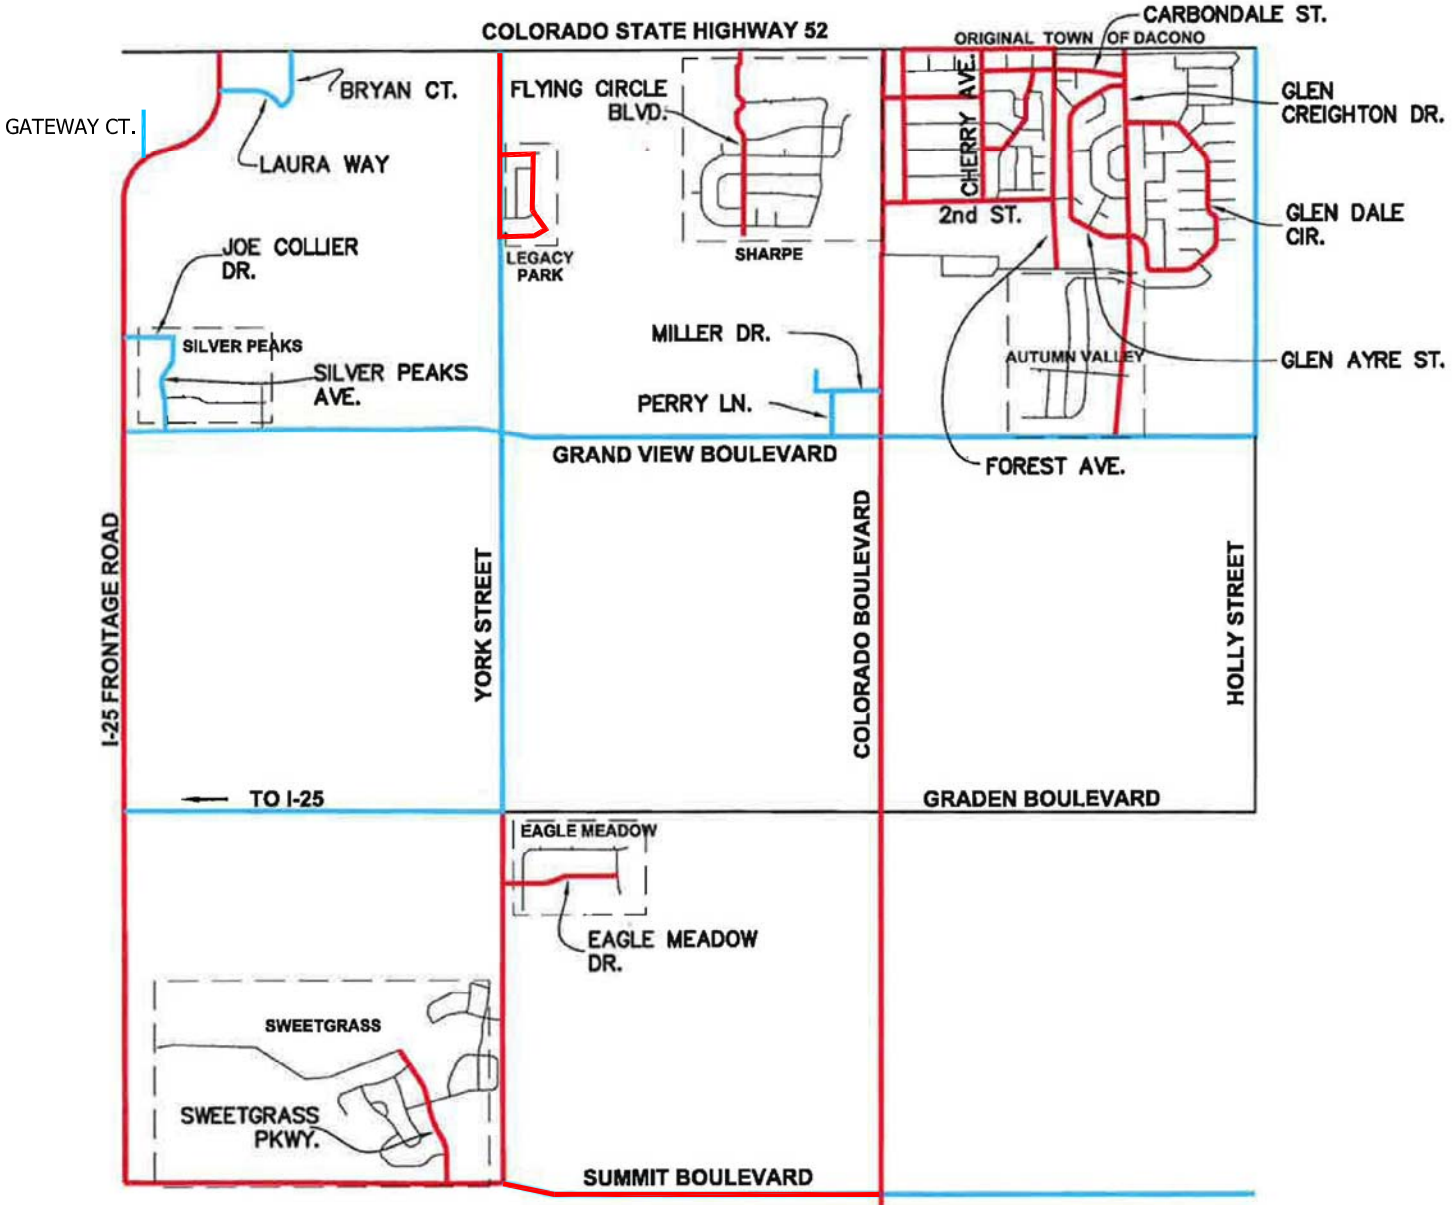 CARBONDALE ST.
COLORADO STATE HIGHWAY 52
ORIGINAL TOWN OF DACONO
BRYAN CT.
FLYING CIRCLE
BLVD.
CHERRY AVE.
GLEN
CREIGHTON DR.
GATEWAY CT.
LAURA WAY
2nd ST.
GLEN DALE
CIR.
JOE COLLIER
DR.
LEGACY
PARK
SHARPE
SILVER PEAKS
MILLER DR.
AUTUMN VALLEY
GLEN AYRE ST.
SILVER PEAKS
AVE.
PERRY LN.
GRAND VIEW BOULEVARD
FOREST AVE.
I-25 FRONTAGE ROAD
YORK STREET
COLORADO BOULEVARD
HOLLY STREET
TO I-25
GRADEN BOULEVARD
EAGLE MEADOW
EAGLE MEADOW
DR.
SWEETGRASS
SWEETGRASS
PKWY.
SUMMIT BOULEVARD